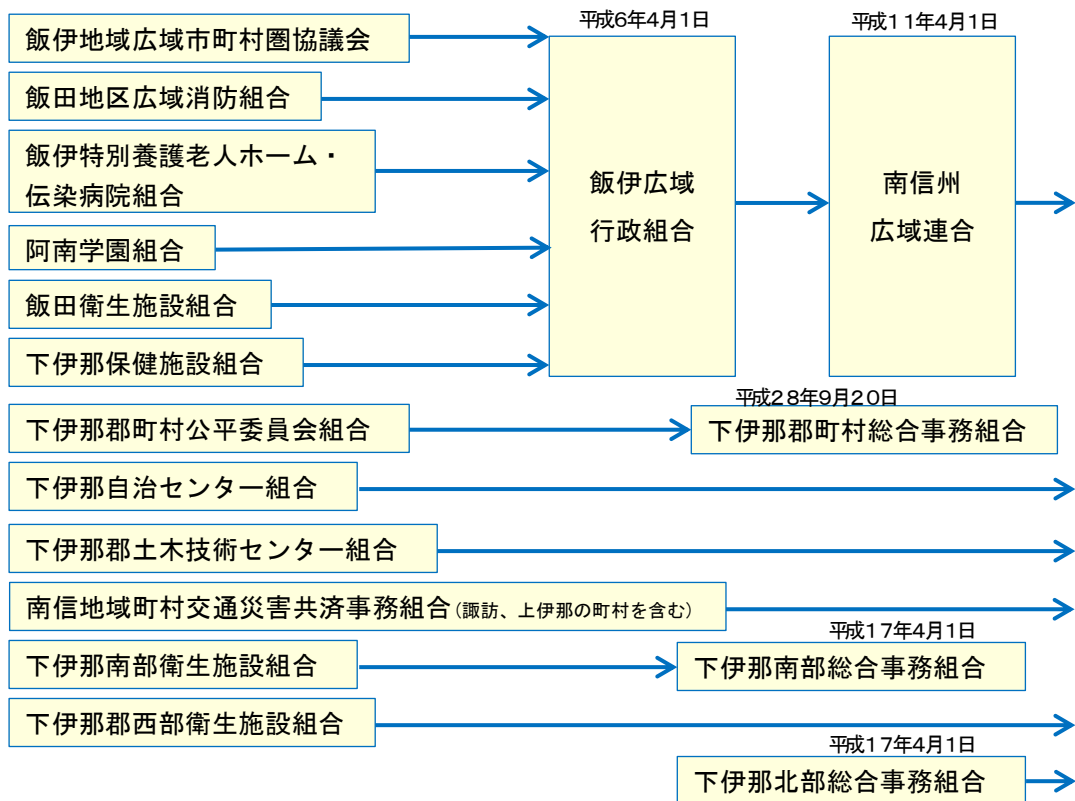 平成6年4月1日
平成11年4月1日
飯伊地域広域市町村圏協議会
飯田地区広域消防組合
飯伊特別養護老人ホーム・
伝染病院組合
阿南学園組合
飯田衛生施設組合
下伊那保健施設組合
飯伊広域
行政組合
南信州
広域連合
平成28年9月20日
下伊那郡町村公平委員会組合
下伊那郡町村総合事務組合
下伊那自治センター組合
下伊那郡土木技術センター組合
南信地域町村交通災害共済事務組合(諏訪、上伊那の町村を含む)
平成17年4月1日
下伊那南部衛生施設組合
下伊那南部総合事務組合
下伊那郡西部衛生施設組合
平成17年4月1日
下伊那北部総合事務組合